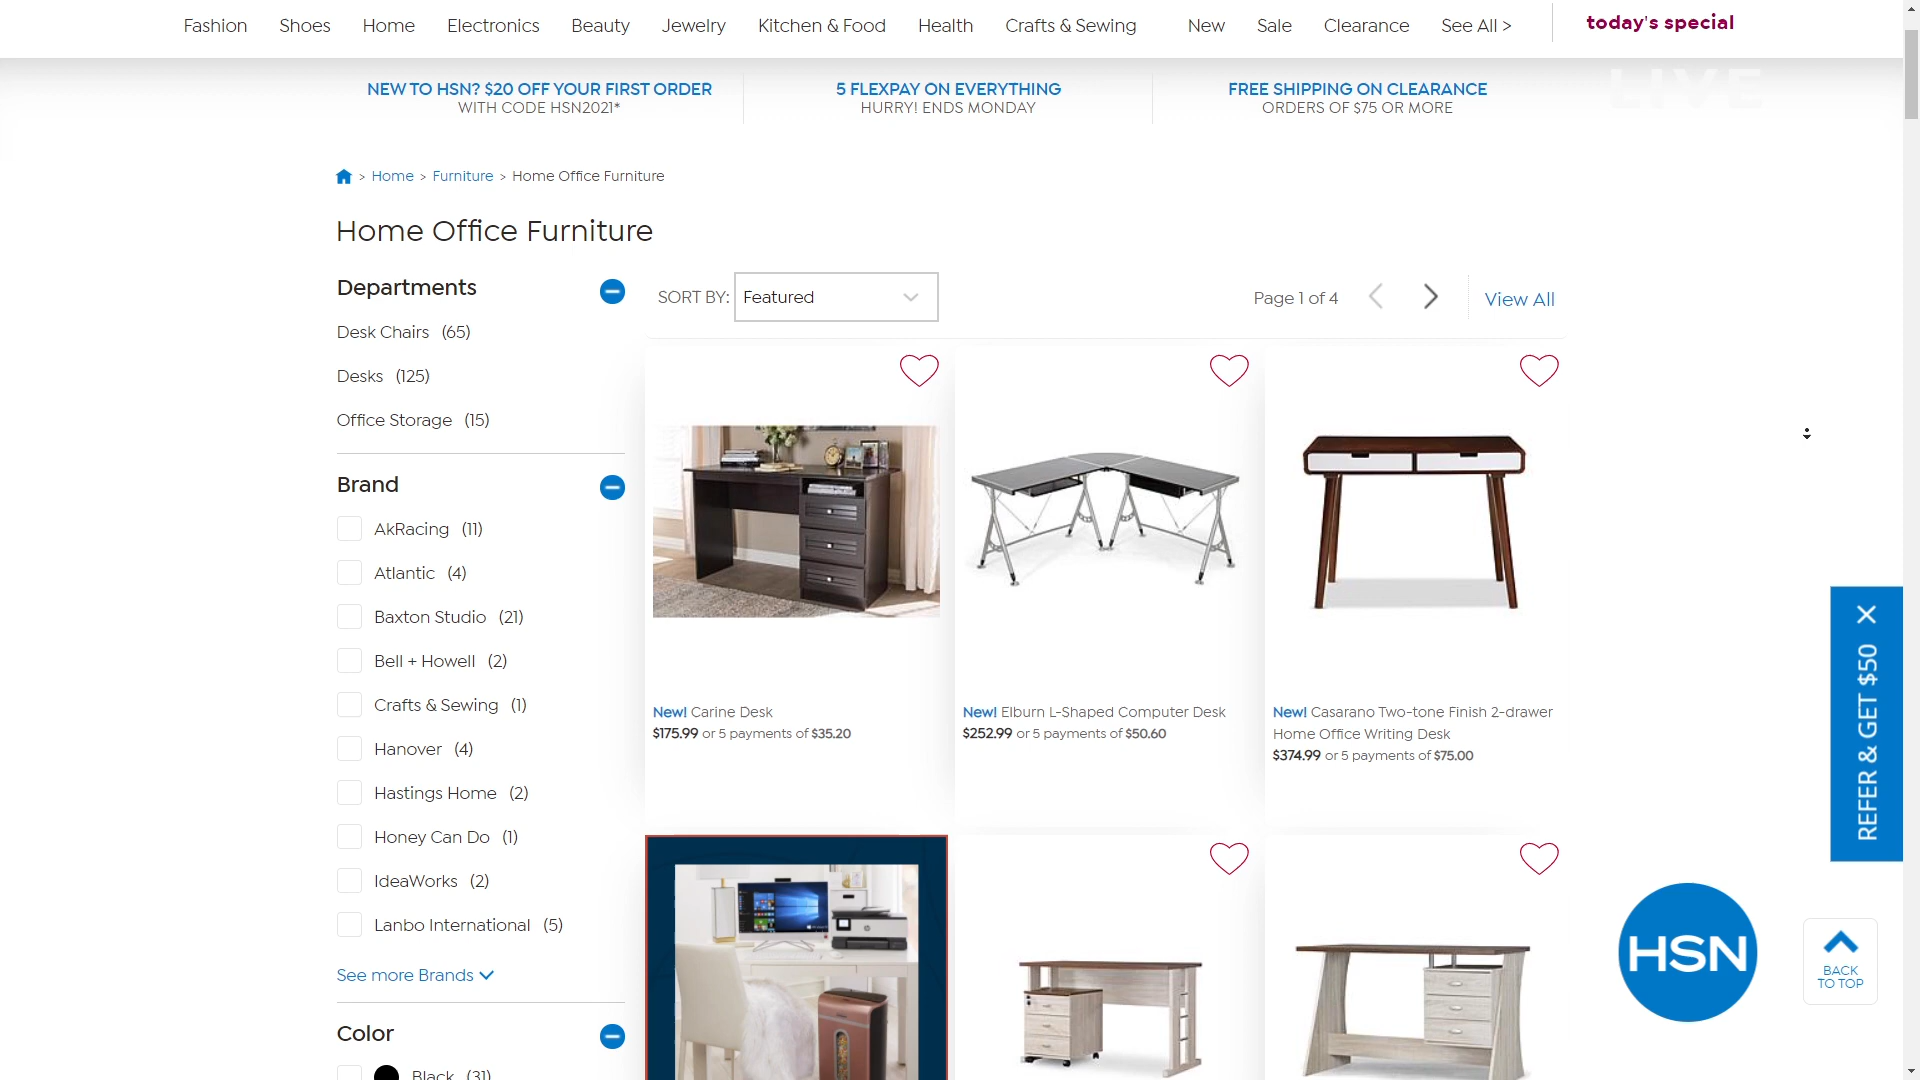 Fashion
Shoes
Home
Electronics
Beauty
Jewelry
Kitchen & Food
Health
Crafts & Sewing
New
Sale
Clearance
See All >
today's special
LIVE
NEW TO HSN? $20 OFF YOUR FIRST ORDER
WITH CODE HSN2021*
5 FLEXPAY ON EVERYTHING
HURRY! ENDS MONDAY
FREE SHIPPING ON CLEARANCE
ORDERS OF $75 OR MORE
> Home > Furniture > Home Office Furniture
Home Office Furniture
Departments
Desk Chairs (65)
Desks (125)
Office Storage (15)
Brand
AkRacing (11)
Atlantic (4)
Baxton Studio (21)
Bell + Howell (2)
Crafts & Sewing (1)
Hanover (4)
Hastings Home (2)
Honey Can Do (1)
IdeaWorks (2)
Lanbo International (5)
See more Brands
Color
Black (31)
SORT BY: Featured
Page 1 of 4
View All
New! Carine Desk
$175.99 or 5 payments of $35.20
New! Elburn L-Shaped Computer Desk
$252.99 or 5 payments of $50.60
New! Casarano Two-tone Finish 2-drawer
Home Office Writing Desk
$374.99 or 5 payments of $75.00
REFER & GET $50
HSN
BACK
TO TOP